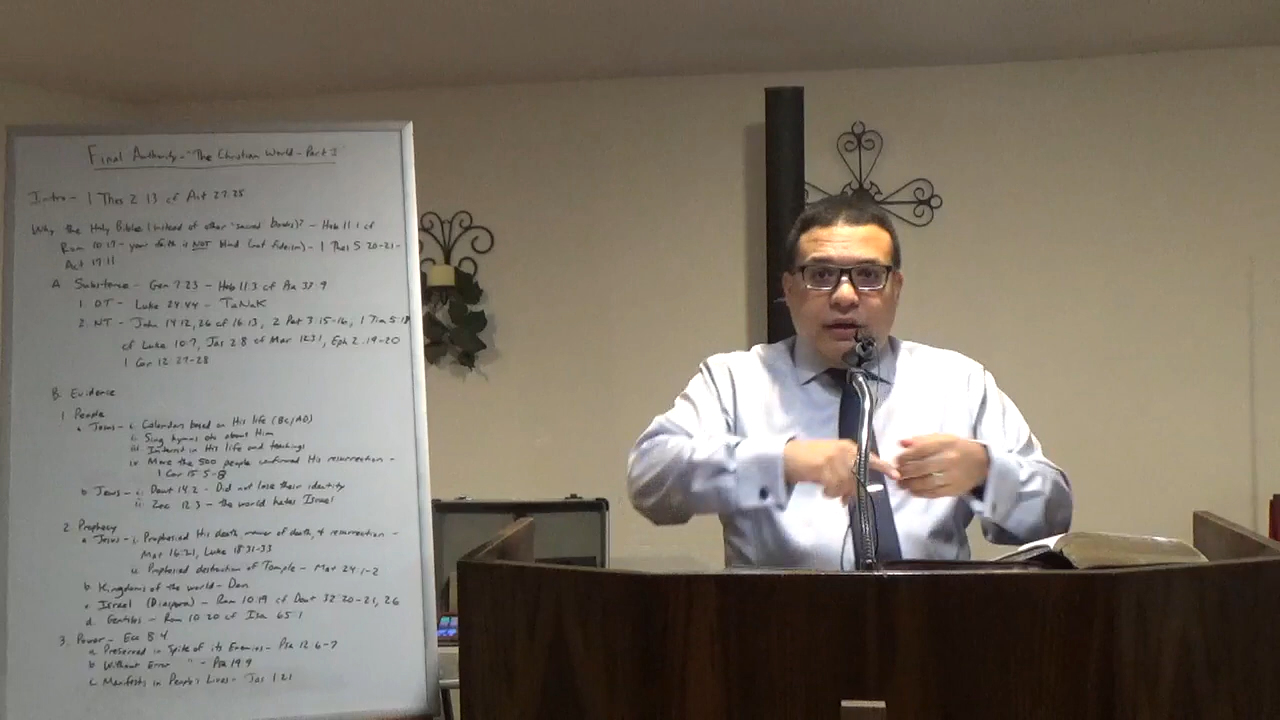 Final Authority - "The Christian World - Part I"
Intro - 1 Thes 2 13 cf Act 27.25
Why the Holy Bible (instead of other "sacred books)? - Heb 11 1 cf
Rom 10.17 - your faith is NOT blind (not fideism) - 1 Thes 5 20-21 -
Act 17.11
A Substance - Gen 7.23 - Heb 11.3 cf Psa 33.9
1. OT - Luke 24.44 - TaNaK
2. NT - John 14 12, 26 cf 16.13, 2 Pet 3.15-16, 1 Tim 5.18
cf Luke 10.7, Jas 2.8 cf Mar 12 31, Eph 2.19-20
1 Cor 12 27-28
B. Evidence
1 People
a Jesus - i. Calendar based on His life (BC/AD)
ii. Sing hymns etc about Him
iii. Interest in His life and teachings
iv More the 500 people confirmed His resurrection -
1 Cor 15 5-8
b Jews - i. Deut 14.2 - Did not lose their identity
ii. Zec 12.3 - the world hates Israel
2. Prophecy
a Jesus - i. Prophesied His death, manner of death, & resurrection -
Mat 16.21, Luke 18.31-33
ii Prophesied destruction of Temple - Mat 24.1-2
b Kingdoms of the world - Dan
c Israel (Diaspora) - Rom 10.19 cf Deut 32 20-21, 26
d. Gentiles - Rom 10 20 cf Isa 65 1
3. Power - Ecc 8.4
a. Preserved in Spite of its Enemies - Psa 12.6-7
b Without Error " - Psa 19.9
c Manifests in People's Lives - Jas 1 21